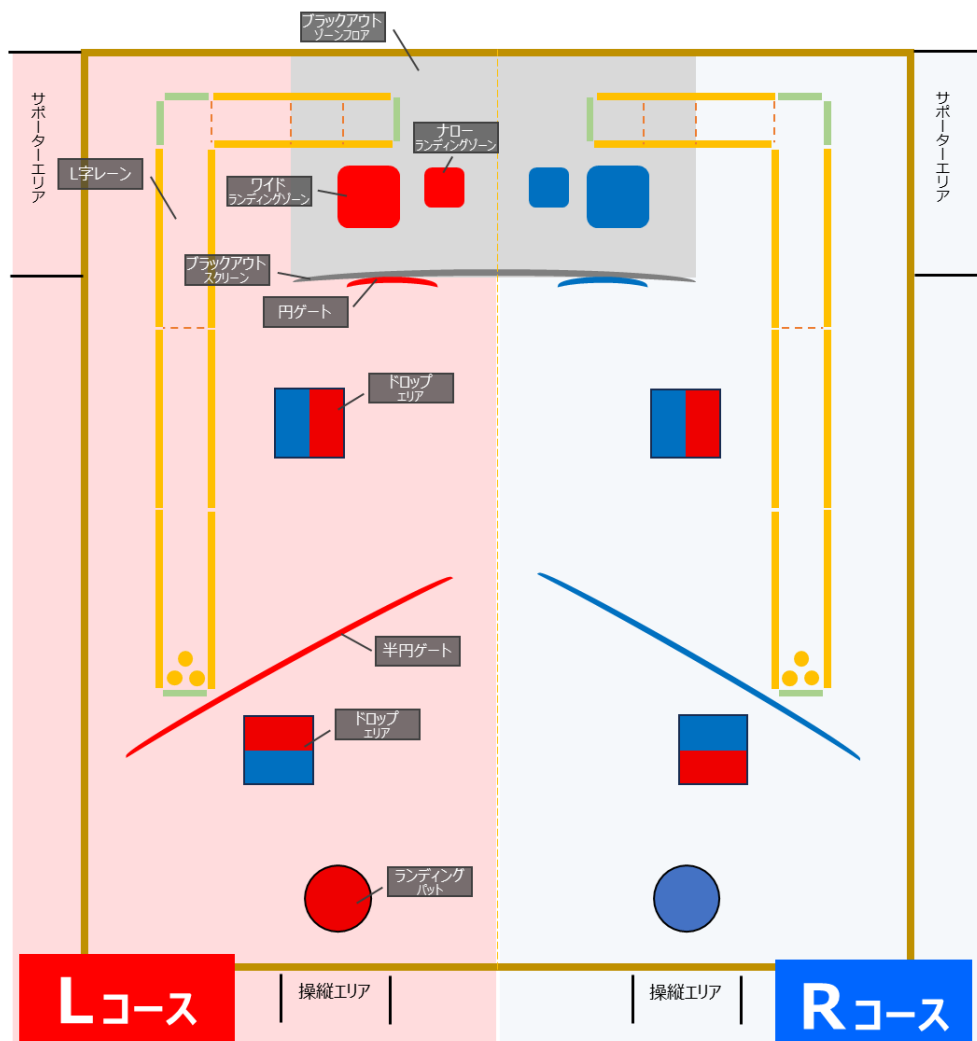 ブラックアウト
ゾーンフロア
サポーターエリア
サポーターエリア
ナロー
ランディングゾーン
L字レーン
ワイド
ランディングゾーン
ブラックアウト
スクリーン
円ゲート
ドロップ
エリア
半円ゲート
ドロップ
エリア
ランディング
パット
Lコース
操縦エリア
操縦エリア
Rコース